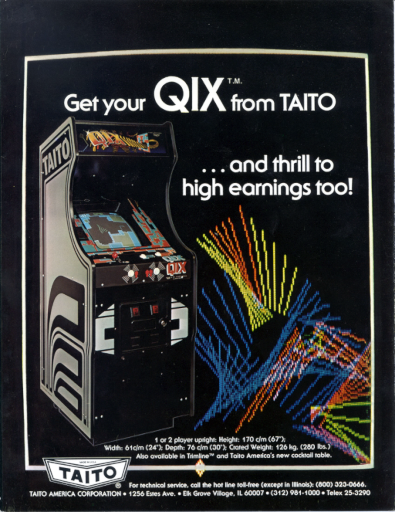 Get your QIX T.M. from TAITO
...and thrill to
high earnings too!
TAITO
QIX
QIX
1 or 2 player upright: Height: 170 c/m (67");
Width: 61c/m (24"); Depth: 76 c/m (30"); Crated Weight: 126 kg. (280 lbs.)
Also available in Trimline™ and Taito America's new cocktail table.
TAITO
For technical service, call the hot line toll-free (except in Illinois): (800) 323-0666.
TAITO AMERICA CORPORATION • 1256 Estes Ave. • Elk Grove Village, IL 60007 • (312) 981-1000 • Telex 25-3290